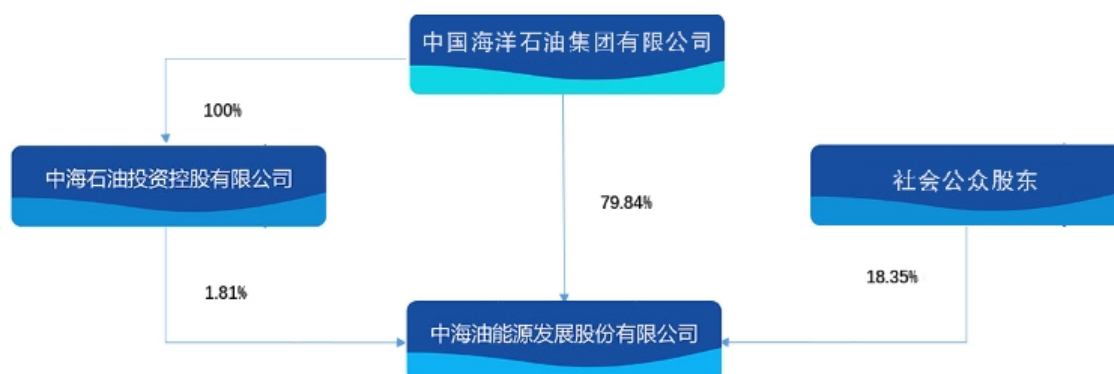 中国海洋石油集团有限公司
100%
中海石油投资控股有限公司
79.84%
社会公众股东
1.81%
18.35%
中海油能源发展股份有限公司